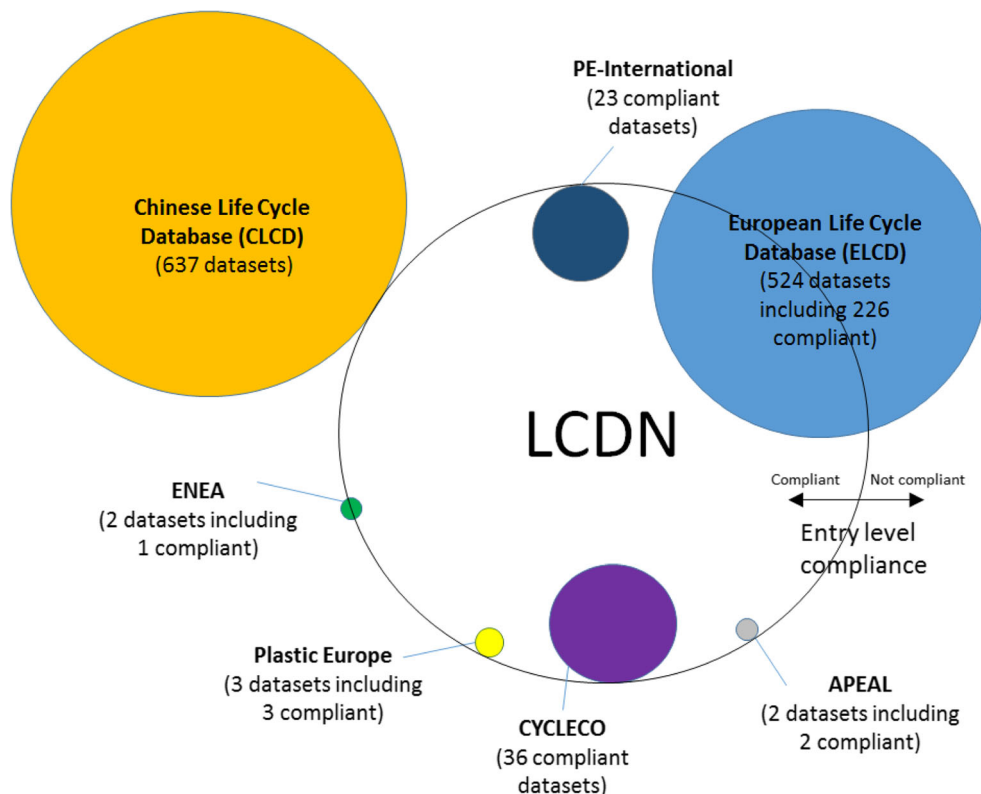 PE-International
(23 compliant
datasets)
Chinese Life Cycle
Database (CLCD)
(637 datasets)
European Life Cycle
Database (ELCD)
(524 datasets
including 226
compliant)
LCDN
Compliant
Not compliant
Entry level
compliance
ENEA
(2 datasets including
1 compliant)
Plastic Europe
(3 datasets including
3 compliant)
CYCLECO
(36 compliant
datasets)
APEAL
(2 datasets including
2 compliant)